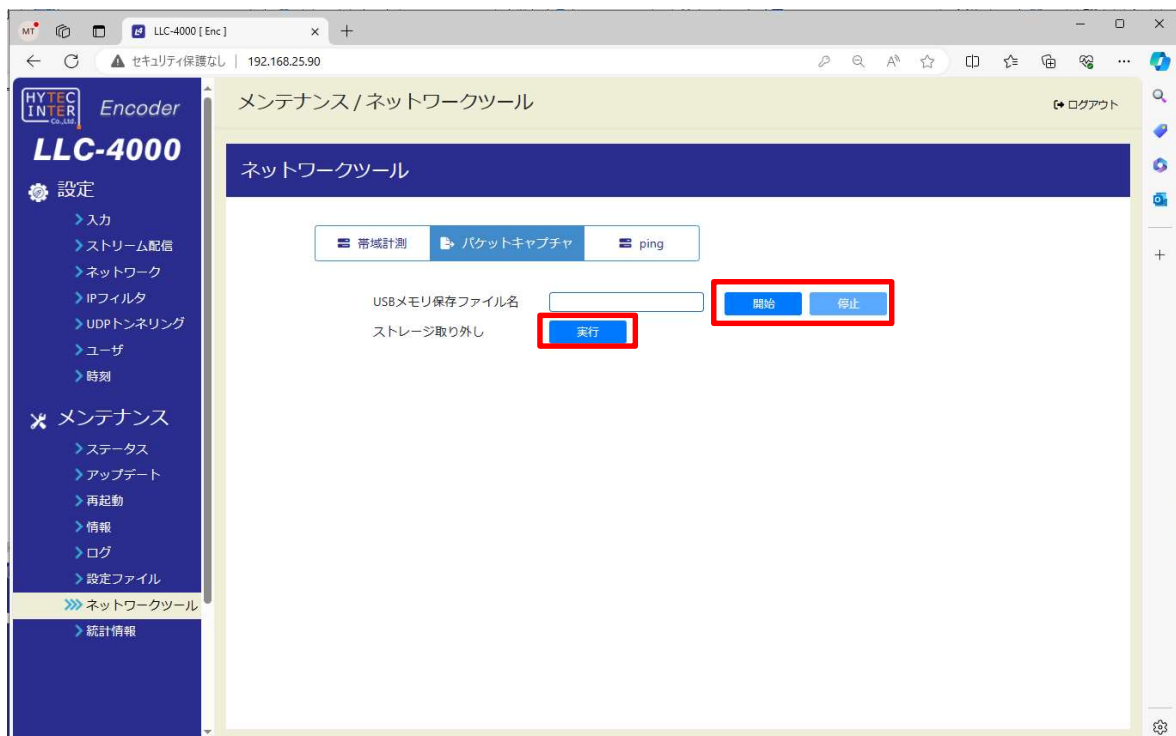 MT
LLC-4000 [ Enc ]
セキュリティ保護なし | 192.168.25.90
HYTEC INTER Co.,Ltd.
Encoder
LLC-4000
設定
入力
ストリーム配信
ネットワーク
IPフィルタ
UDPトンネリング
ユーザ
時刻
メンテナンス
ステータス
アップデート
再起動
情報
ログ
設定ファイル
ネットワークツール
統計情報
メンテナンス / ネットワークツール
ログアウト
ネットワークツール
帯域計測 パケットキャプチャ ping
USBメモリ保存ファイル名 開始 停止
ストレージ取り外し 実行